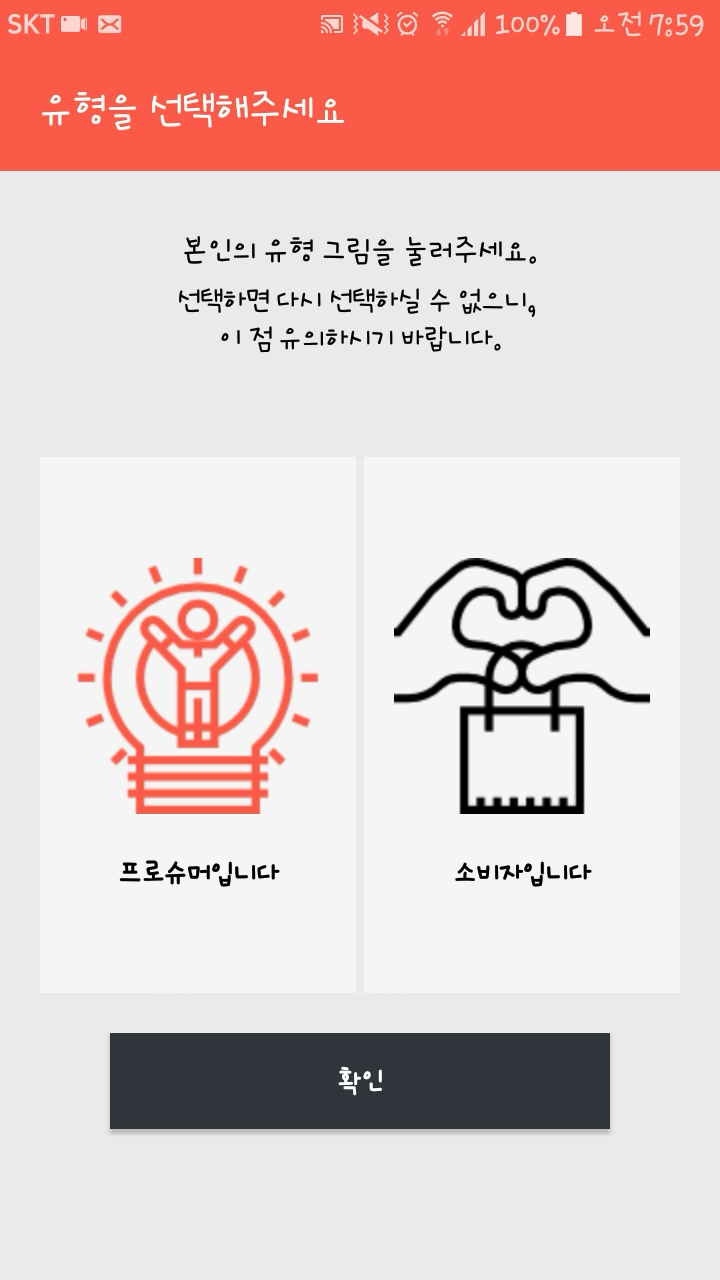 SKT 100% 오전 7:59
유형을 선택해주세요
본인의 유형 그림을 눌러주세요.
선택하면 다시 선택하실 수 없으니,
이 점 유의하시기 바랍니다.
프로슈머입니다
소비자입니다
확인